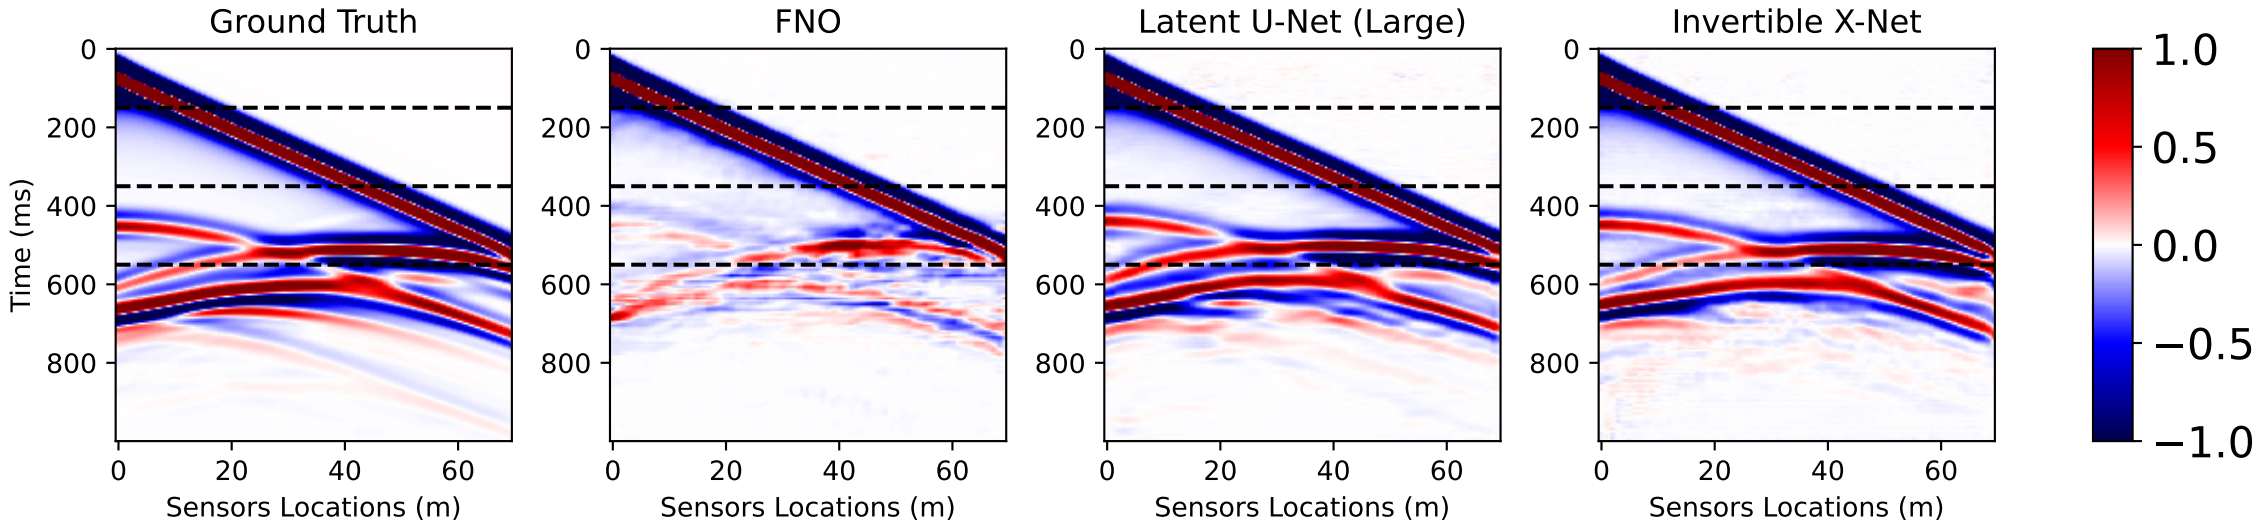 Ground Truth FNO Latent U-Net (Large) Invertible X-Net
0 0 0 0 1.0
200 200 200 200 0.5
400 400 400 400 0.0
600 600 600 600 −0.5
800 800 800 800 −1.0
Time (ms)
0 20 40 60 0 20 40 60 0 20 40 60 0 20 40 60
Sensors Locations (m) Sensors Locations (m) Sensors Locations (m) Sensors Locations (m)